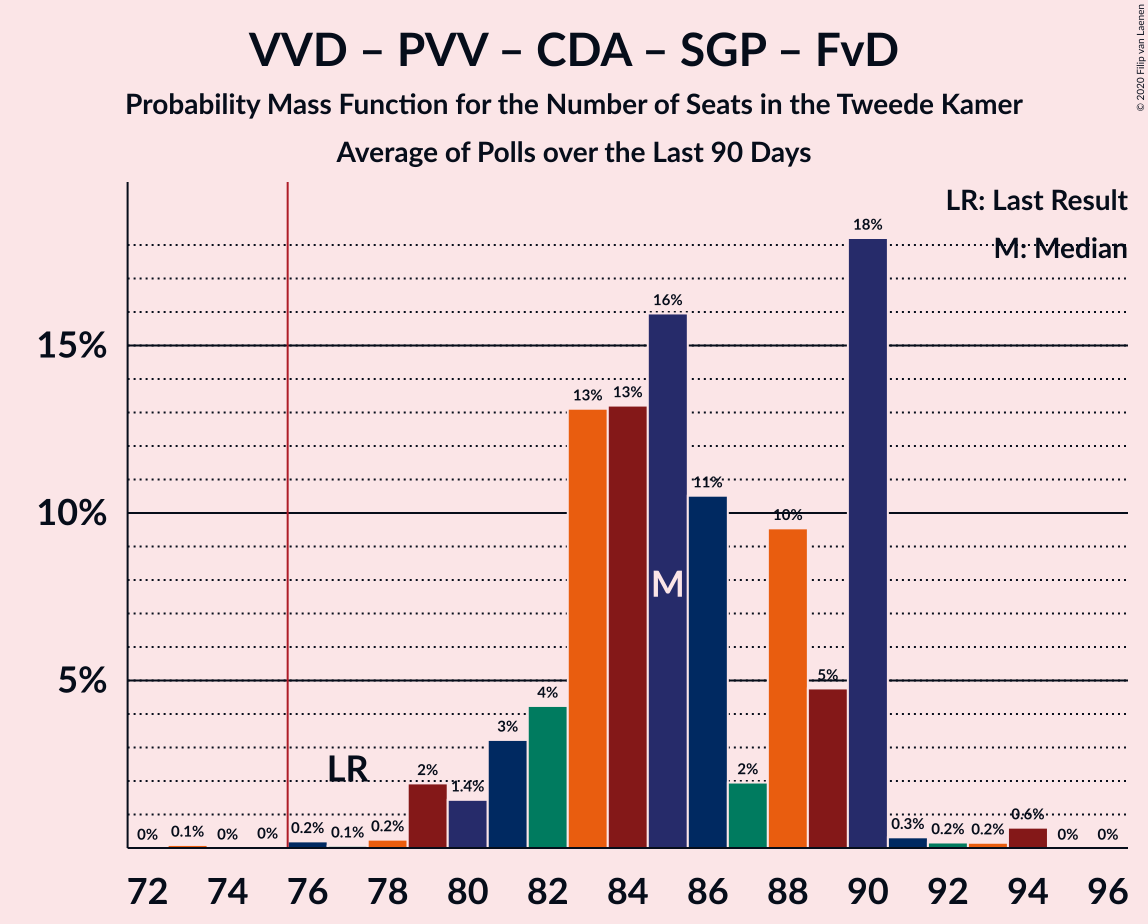 VVD – PVV – CDA – SGP – FvD
Probability Mass Function for the Number of Seats in the Tweede Kamer
Average of Polls over the Last 90 Days
© 2020 Filip van Laenen
LR: Last Result
M: Median
18%
16%
15%
13% 13%
11%
10%
10%
M
5%
5%
4%
3%
LR
2% 1.4% 2%
0% 0.1% 0% 0% 0.2% 0.1% 0.2% 0.3% 0.2% 0.2% 0.6% 0% 0%
72 74 76 78 80 82 84 86 88 90 92 94 96